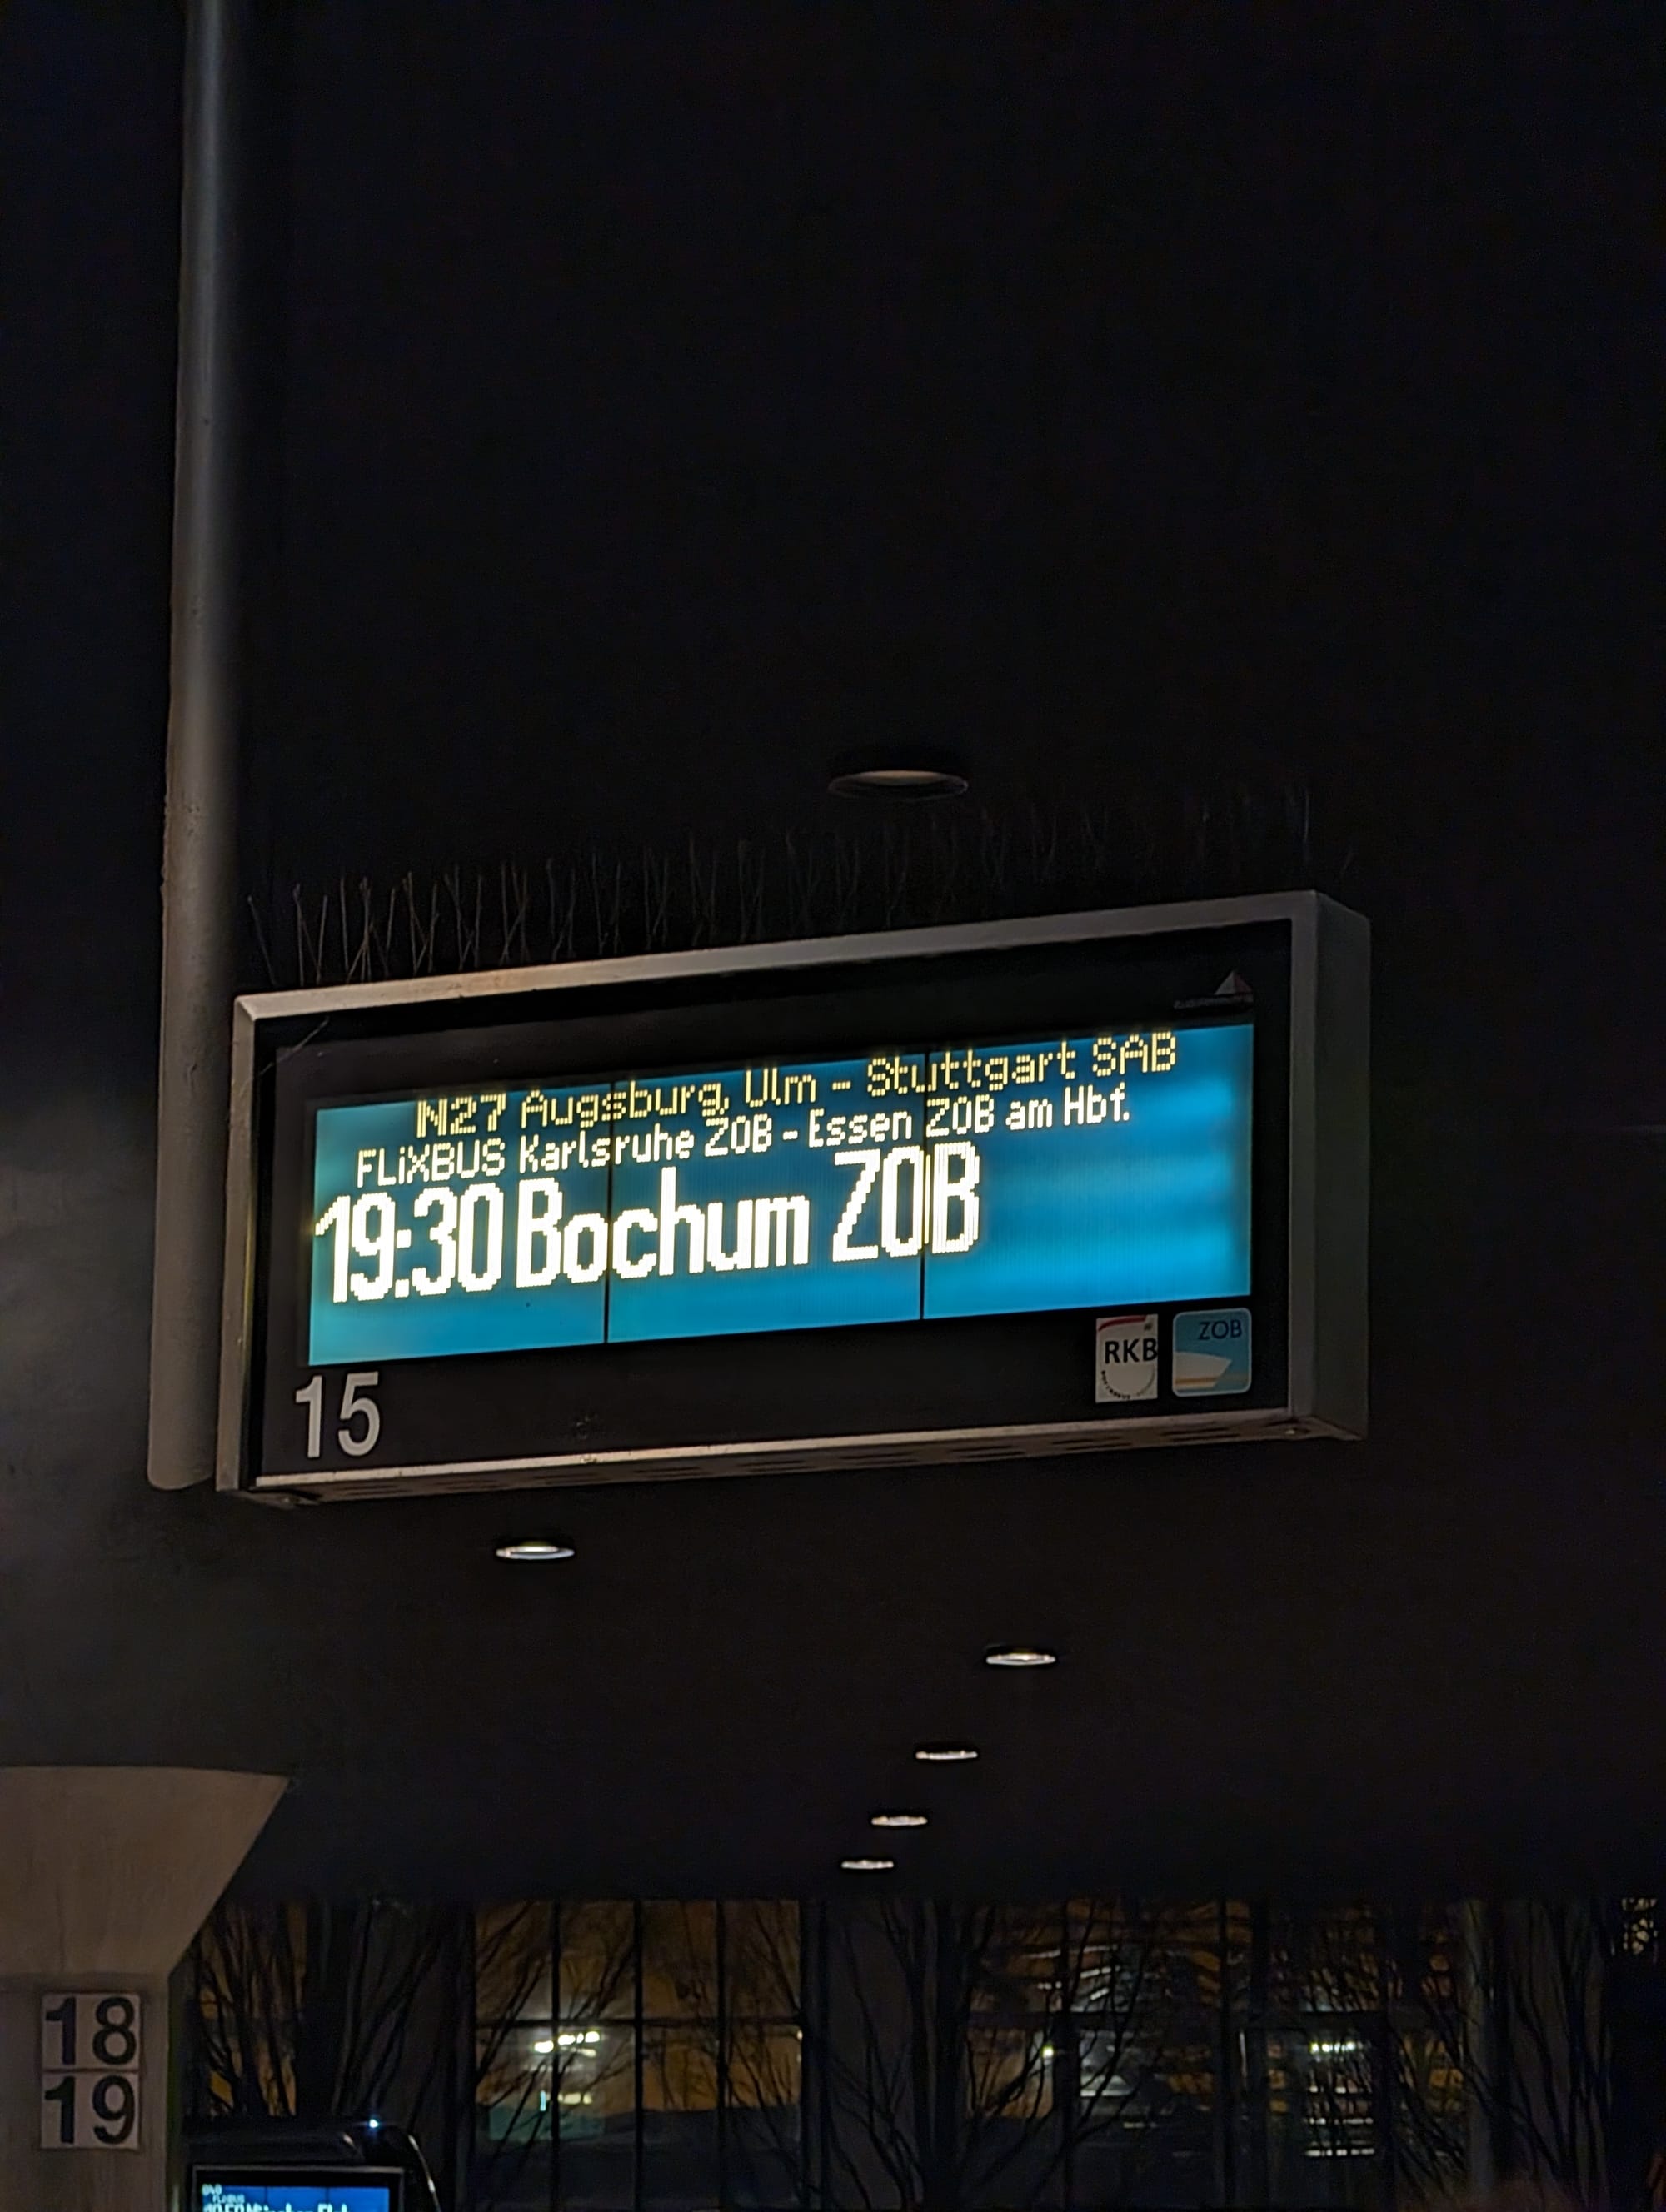 N27 Augsburg, Ulm - Stuttgart SAB
FLiXBUS Karlsruhe ZOB - Essen ZOB am Hbf.
19:30 Bochum ZOB
RKB
ZOB
15
18
19